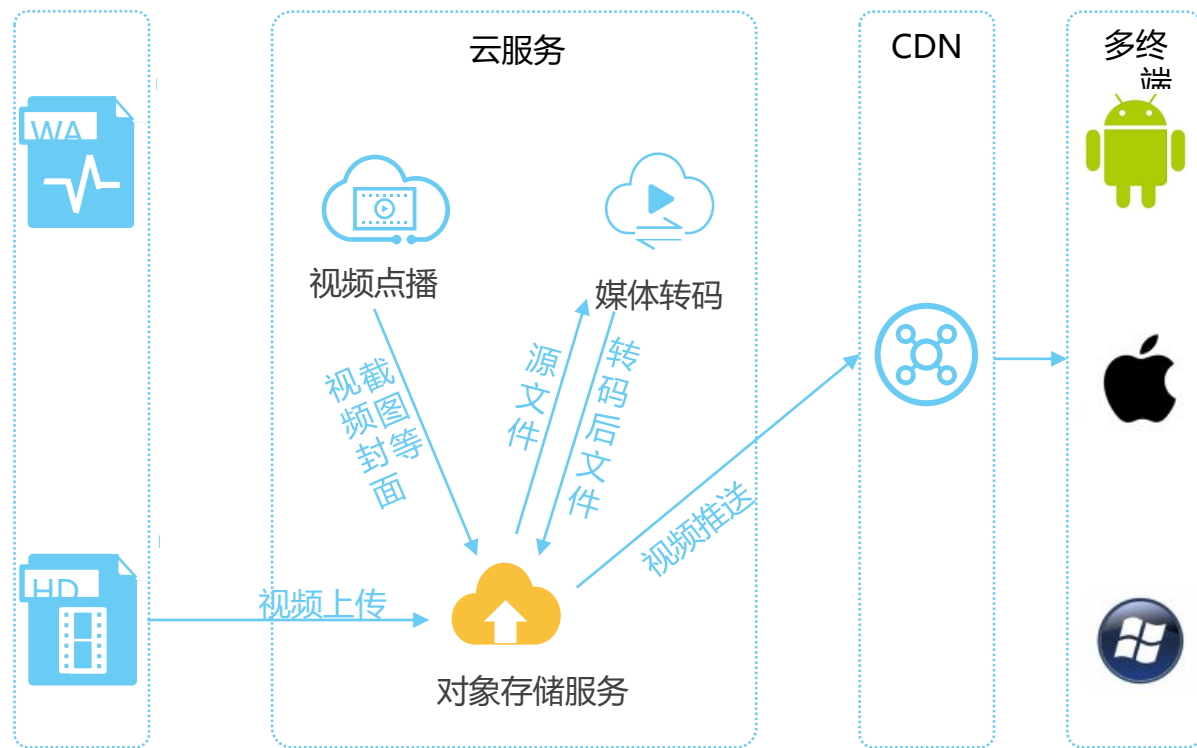 云服务
CDN
多终
端
WA
HD
视频点播
媒体转码
视频封面
截图等
源文件
转码后文件
视频推送
视频上传
对象存储服务